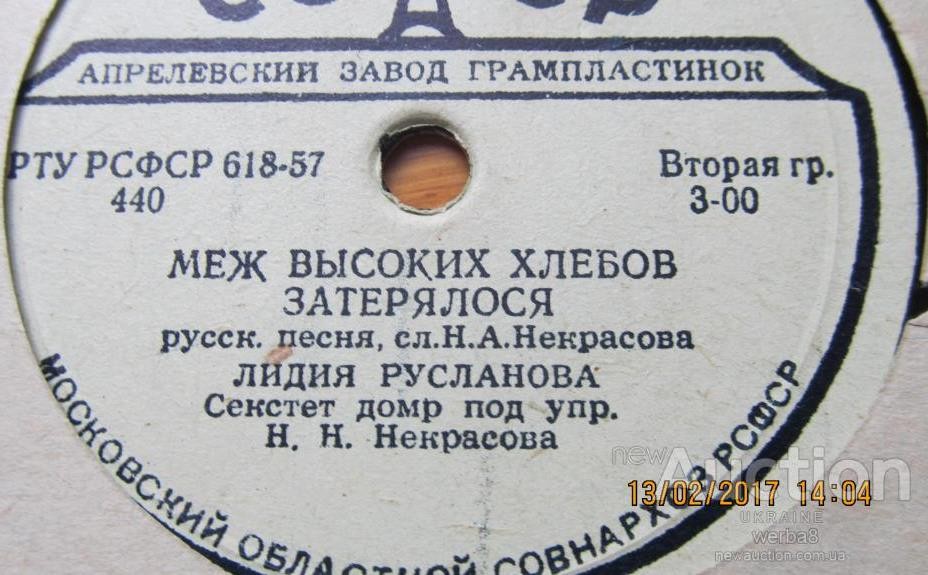 АПРЕЛЕВСКИЙ ЗАВОД ГРАМПЛАСТИНОК
РТУ РСФСР 618-57
440
Вторая гр.
3-00
МЕЖ ВЫСОКИХ ХЛЕБОВ
ЗАТЕРЯЛОСЯ
русск. песня, сл. Н.А.Некрасова
ЛИДИЯ РУСЛАНОВА
Секстет домр под упр.
Н. Н. Некрасова
МОСКОВСКИЙ ОБЛАСТНОЙ СОВНАРХОЗ РСФСР
newAuction
13/02/2017 14:04
UKRAINE
werba8
newauction.com.ua